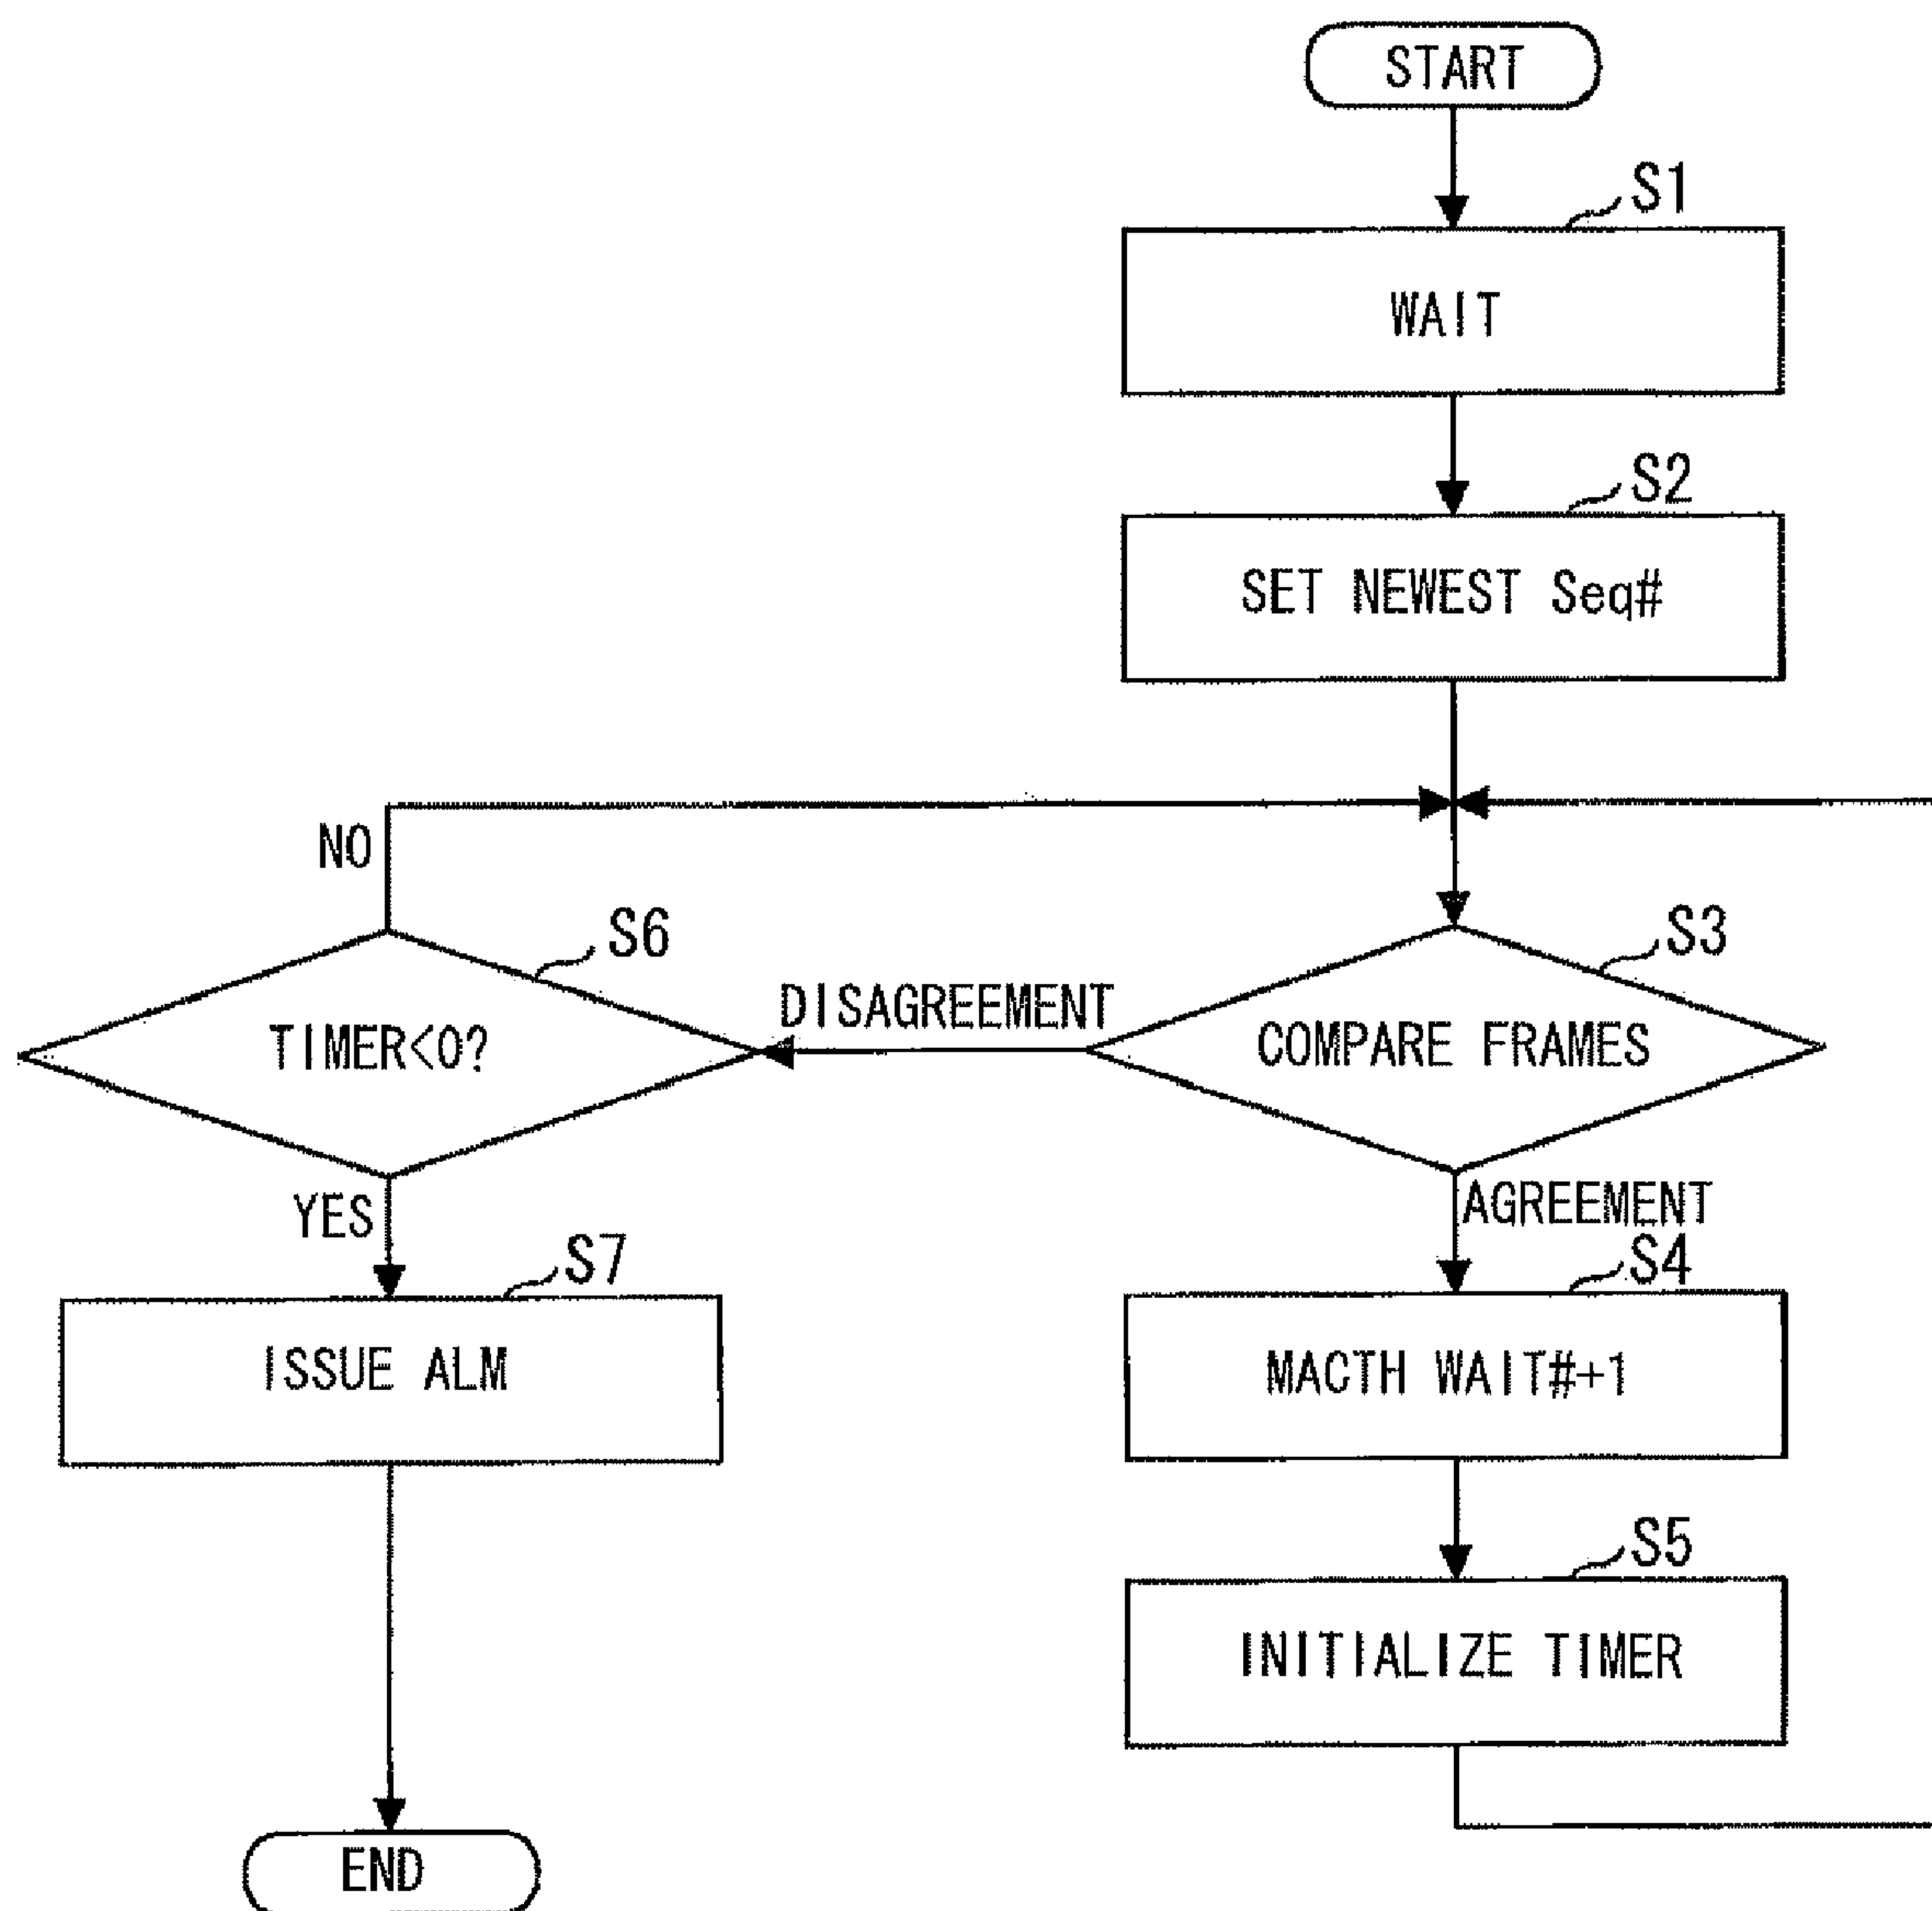 START
S1
WAIT
S2
SET NEWEST Seq#
NO
S6
S3
DISAGREEMENT
TIMER<0?
COMPARE FRAMES
YES
AGREEMENT
S7
S4
ISSUE ALM
MACTH WAIT#+1
S5
INITIALIZE TIMER
END